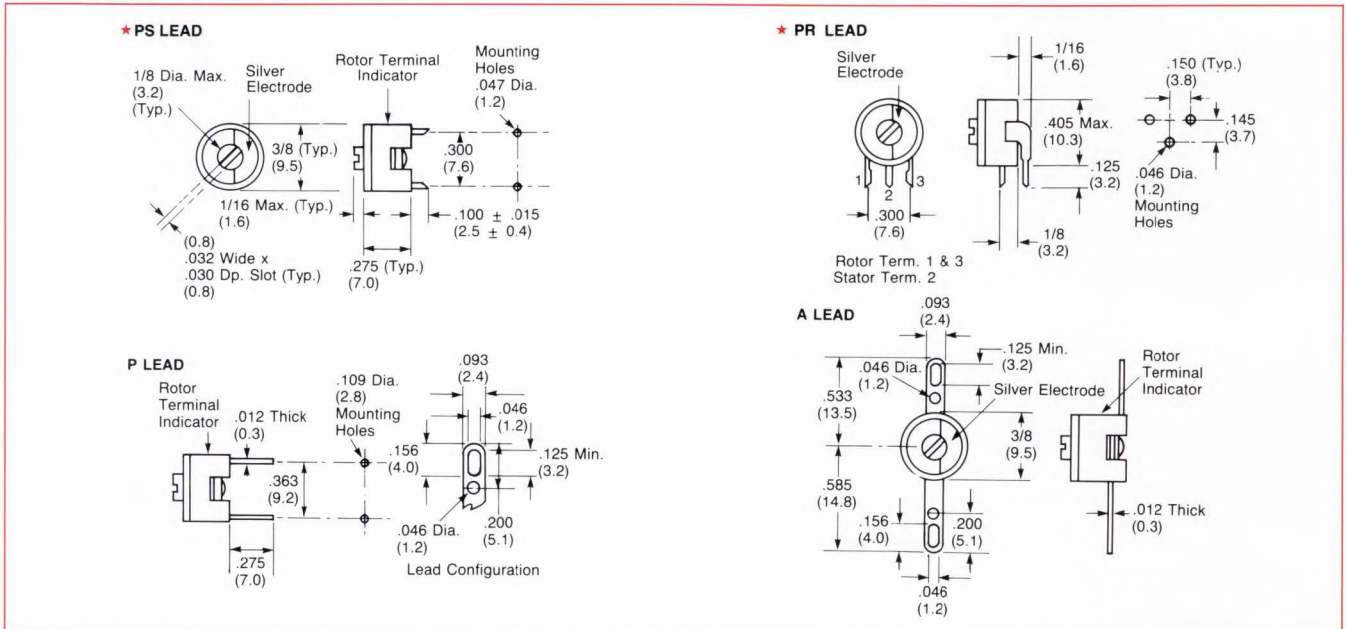 ★ PS LEAD
1/8 Dia. Max.
(3.2)
(Typ.)
Silver
Electrode
Rotor Terminal
Indicator
Mounting
Holes
.047 Dia.
(1.2)
3/8 (Typ.)
(9.5)
.300
(7.6)
1/16 Max. (Typ.)
(1.6)
.100 ± .015
(2.5 ± 0.4)
(0.8)
.032 Wide x
.030 Dp. Slot (Typ.)
(0.8)
.275 (Typ.)
(7.0)
★ PR LEAD
Silver
Electrode
1/16
(1.6)
.150 (Typ.)
(3.8)
.405 Max.
(10.3)
.145
(3.7)
.125
(3.2)
1
2
3
.046 Dia.
(1.2)
Mounting
Holes
.300
(7.6)
1/8
(3.2)
Rotor Term. 1 & 3
Stator Term. 2
P LEAD
Rotor
Terminal
Indicator
.012 Thick
(0.3)
.109 Dia.
(2.8)
Mounting
Holes
.093
(2.4)
.046
(1.2)
.156
(4.0)
.125 Min.
(3.2)
.363
(9.2)
.046 Dia.
(1.2)
.200
(5.1)
.275
(7.0)
Lead Configuration
A LEAD
.093
(2.4)
.125 Min.
(3.2)
.046 Dia.
(1.2)
Rotor
Terminal
Indicator
.533
(13.5)
Silver Electrode
3/8
(9.5)
.585
(14.8)
.156
(4.0)
.200
(5.1)
.012 Thick
(0.3)
.046
(1.2)